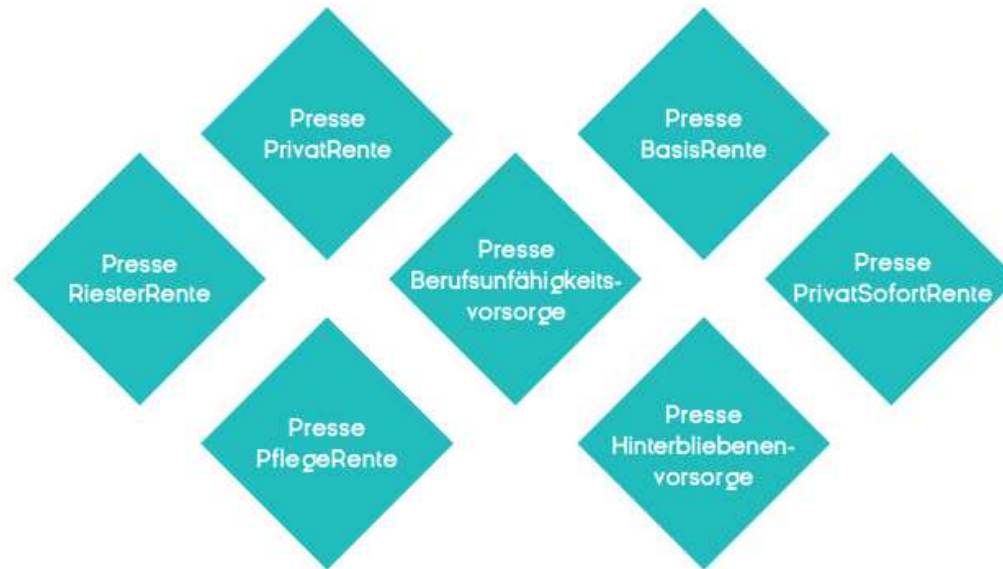 Presse
PrivatRente
Presse
BasisRente
Presse
RiesterRente
Presse
Berufsunfähigkeits-
vorsorge
Presse
PrivatSofortRente
Presse
PflegeRente
Presse
Hinterbliebenen-
vorsorge